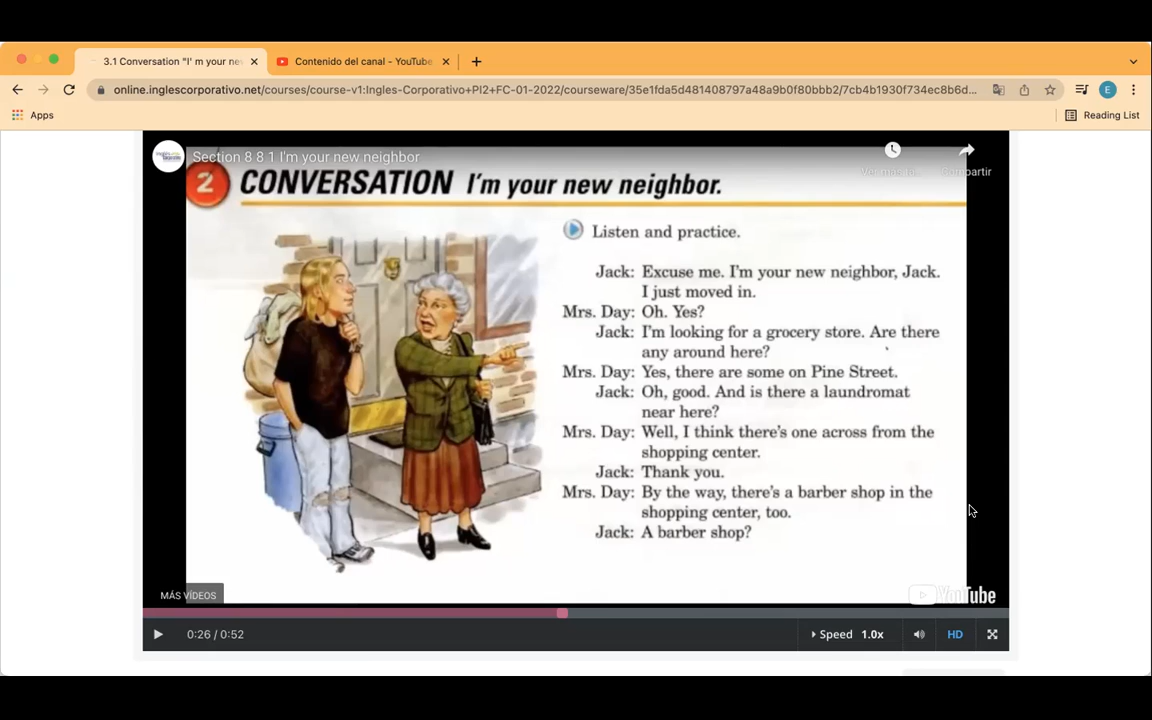 3.1 Conversation "I' m your ne
Contenido del canal - YouTube
online.inglescorporativo.net/courses/course-v1:Ingles-Corporativo+PI2+FC-01-2022/courseware/35e1fda5d481408797a48a9b0f80bbb2/7cb4b1930f734ec8b6d...
E
Apps
Reading List
Section 8 8 1 I'm your new neighbor
Compartir
2 CONVERSATION I'm your new neighbor.
Listen and practice.
Jack: Excuse me. I'm your new neighbor, Jack.
I just moved in.
Mrs. Day: Oh. Yes?
Jack: I'm looking for a grocery store. Are there
any around here?
Mrs. Day: Yes, there are some on Pine Street.
Jack: Oh, good. And is there a laundromat
near here?
Mrs. Day: Well, I think there's one across from the
shopping center.
Jack: Thank you.
Mrs. Day: By the way, there's a barber shop in the
shopping center, too.
Jack: A barber shop?
MÁS VÍDEOS
YouTube
0:26 / 0:52
Speed 1.0x
HD